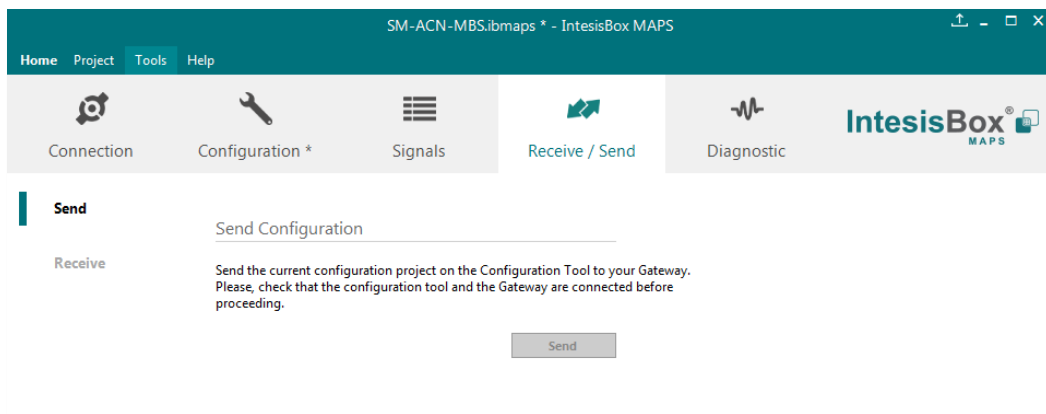 SM-ACN-MBS.ibmaps * - IntesisBox MAPS
Home Project Tools Help
Connection Configuration * Signals Receive / Send Diagnostic
IntesisBox®
MAPS
Send
Send Configuration
Receive
Send the current configuration project on the Configuration Tool to your Gateway.
Please, check that the configuration tool and the Gateway are connected before
proceeding.
Send